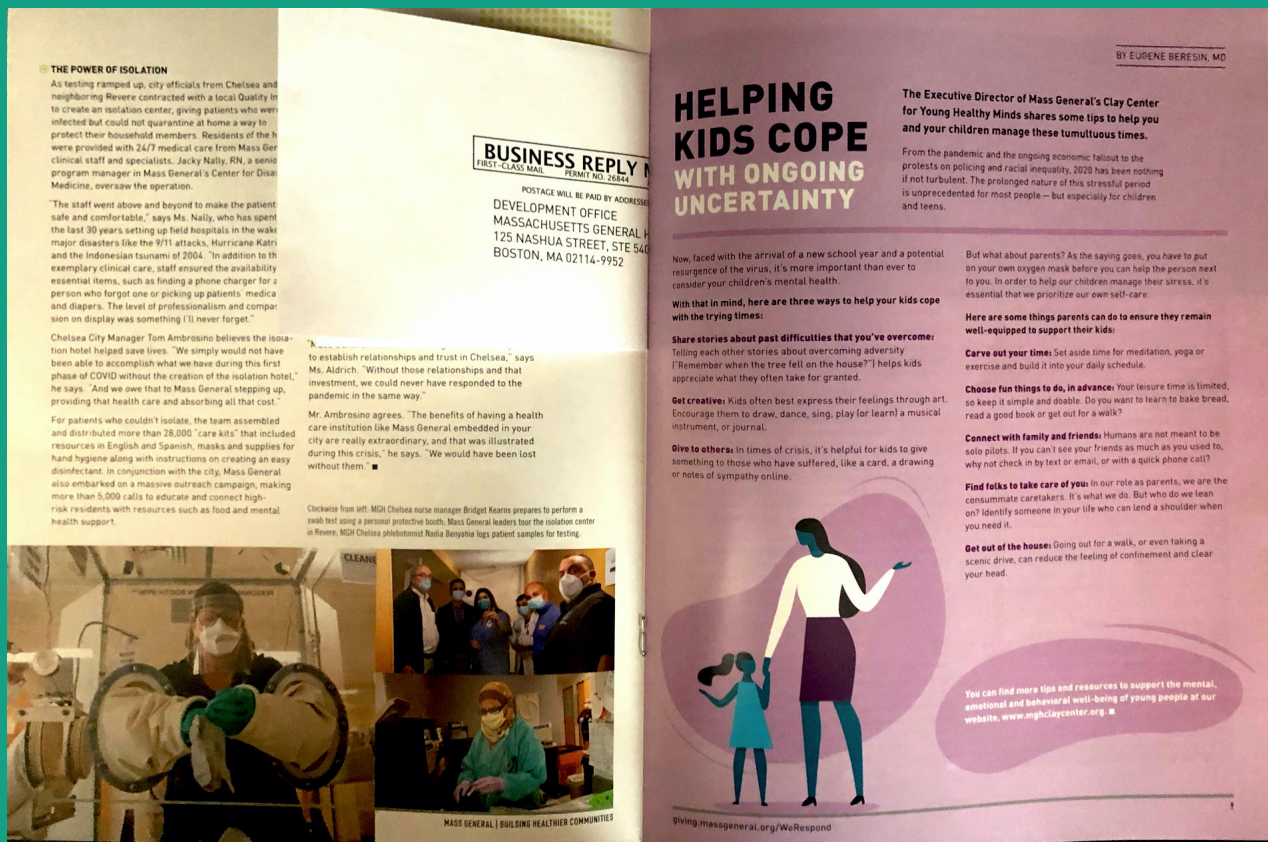 THE POWER OF ISOLATION
As testing ramped up, city officials from Chelsea and
neighboring Revere contracted with a local Quality In
to create an isolation center, giving patients who were
infected but could not quarantine at home a way to
protect their household members. Residents of the h
were provided with 24/7 medical care from Mass Ger
clinical staff and specialists. Jacky Nally, RN, a senio
program manager in Mass General's Center for Disas
Medicine, oversaw the operation.
"The staff went above and beyond to make the patient
safe and comfortable," says Ms. Nally, who has spent
the last 30 years setting up field hospitals in the wake
major disasters like the 9/11 attacks, Hurricane Katri
and the Indonesian tsunami of 2004. "In addition to th
exemplary clinical care, staff ensured the availability
essential items, such as finding a phone charger for a
person who forgot one or picking up patients' medica
and diapers. The level of professionalism and compas
sion on display was something I'll never forget."
Chelsea City Manager Tom Ambrosino believes the isola-
tion hotel helped save lives. "We simply would not have
been able to accomplish what we have during this first
phase of COVID without the creation of the isolation hotel,"
he says. "And we owe that to Mass General stepping up,
providing that health care and absorbing all that cost."
For patients who couldn't isolate, the team assembled
and distributed more than 28,000 "care kits" that included
resources in English and Spanish, masks and supplies for
hand hygiene along with instructions on creating an easy
disinfectant. In conjunction with the city, Mass General
also embarked on a massive outreach campaign, making
more than 5,000 calls to educate and connect high-
risk residents with resources such as food and mental
health support.
BUSINESS REPLY
FIRST-CLASS MAIL PERMIT NO. 26844
POSTAGE WILL BE PAID BY ADDRESSE
DEVELOPMENT OFFICE
MASSACHUSETTS GENERAL H
125 NASHUA STREET, STE 540
BOSTON, MA 02114-9952
to establish relationships and trust in Chelsea," says
Ms. Aldrich. "Without those relationships and that
investment, we could never have responded to the
pandemic in the same way."
Mr. Ambrosino agrees. "The benefits of having a health
care institution like Mass General embedded in your
city are really extraordinary, and that was illustrated
during this crisis," he says. "We would have been lost
without them." ■
Clockwise from left: MGH Chelsea nurse manager Bridget Kearns prepares to perform a
swab test using a personal protective booth; Mass General leaders tour the isolation center
in Revere; MGH Chelsea phlebotomist Nadia Benyahia logs patient samples for testing.
CLEANE
MASS GENERAL | BUILDING HEALTHIER COMMUNITIES
BY EUGENE BERESIN, MD
HELPING
KIDS COPE
WITH ONGOING
UNCERTAINTY
The Executive Director of Mass General's Clay Center
for Young Healthy Minds shares some tips to help you
and your children manage these tumultuous times.
From the pandemic and the ongoing economic fallout to the
protests on policing and racial inequality, 2020 has been nothing
if not turbulent. The prolonged nature of this stressful period
is unprecedented for most people — but especially for children
and teens.
Now, faced with the arrival of a new school year and a potential
resurgence of the virus, it's more important than ever to
consider your children's mental health.
With that in mind, here are three ways to help your kids cope
with the trying times:
Share stories about past difficulties that you've overcome:
Telling each other stories about overcoming adversity
("Remember when the tree fell on the house?") helps kids
appreciate what they often take for granted.
Get creative: Kids often best express their feelings through art.
Encourage them to draw, dance, sing, play (or learn) a musical
instrument, or journal.
Give to others: In times of crisis, it's helpful for kids to give
something to those who have suffered, like a card, a drawing
or notes of sympathy online.
But what about parents? As the saying goes, you have to put
on your own oxygen mask before you can help the person next
to you. In order to help our children manage their stress, it's
essential that we prioritize our own self-care.
Here are some things parents can do to ensure they remain
well-equipped to support their kids:
Carve out your time: Set aside time for meditation, yoga or
exercise and build it into your daily schedule.
Choose fun things to do, in advance: Your leisure time is limited,
so keep it simple and doable. Do you want to learn to bake bread,
read a good book or get out for a walk?
Connect with family and friends: Humans are not meant to be
solo pilots. If you can't see your friends as much as you used to,
why not check in by text or email, or with a quick phone call?
Find folks to take care of you: In our role as parents, we are the
consummate caretakers. It's what we do. But who do we lean
on? Identify someone in your life who can lend a shoulder when
you need it.
Get out of the house: Going out for a walk, or even taking a
scenic drive, can reduce the feeling of confinement and clear
your head.
You can find more tips and resources to support the mental,
emotional and behavioral well-being of young people at our
website, www.mghclaycenter.org. ■
giving.massgeneral.org/WeRespond